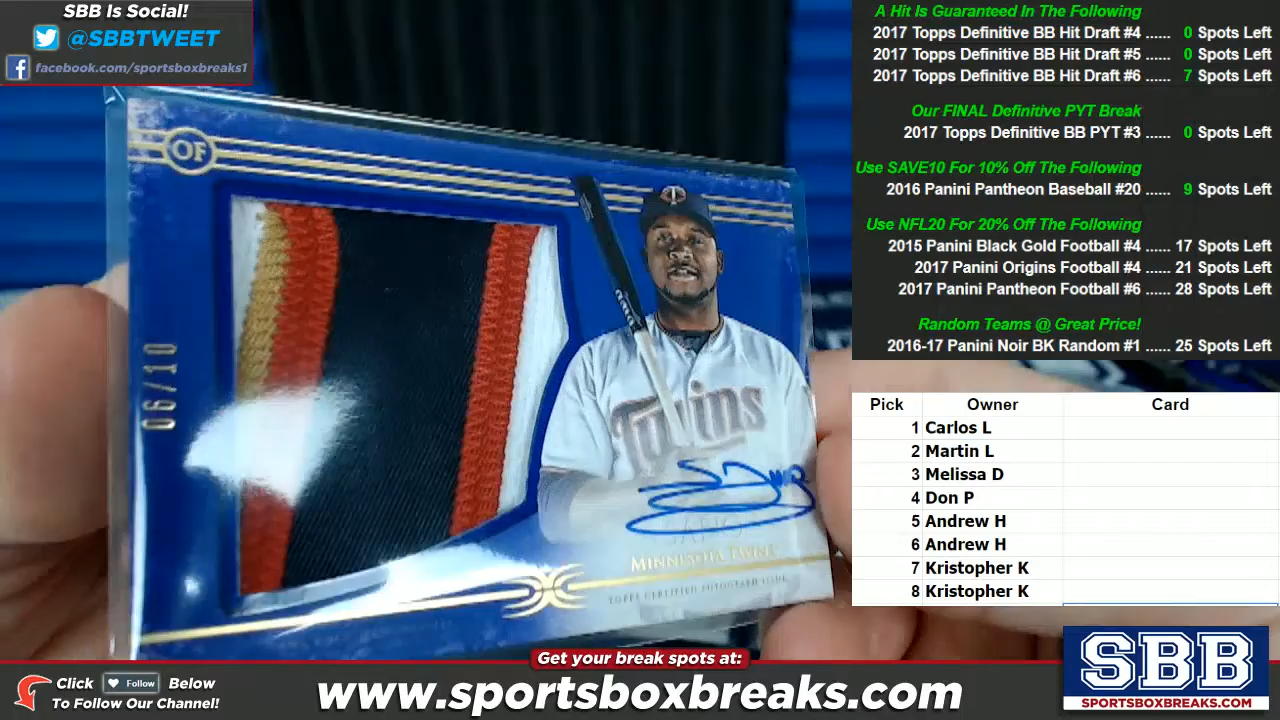 SBB Is Social!
@SBBTWEET
facebook.com/sportsboxbreaks1
A Hit Is Guaranteed In The Following
2017 Topps Definitive BB Hit Draft #4 ...... 0 Spots Left
2017 Topps Definitive BB Hit Draft #5 ...... 0 Spots Left
2017 Topps Definitive BB Hit Draft #6 ...... 7 Spots Left
Our FINAL Definitive PYT Break
2017 Topps Definitive BB PYT #3 ...... 0 Spots Left
Use SAVE10 For 10% Off The Following
2016 Panini Pantheon Baseball #20 ...... 9 Spots Left
Use NFL20 For 20% Off The Following
2015 Panini Black Gold Football #4 ...... 17 Spots Left
2017 Panini Origins Football #4 ...... 21 Spots Left
2017 Panini Pantheon Football #6 ...... 28 Spots Left
Random Teams @ Great Price!
2016-17 Panini Noir BK Random #1 ...... 25 Spots Left
OF
06/10
Twins
MINNESOTA TWINS
TOPPS CERTIFIED AUTOGRAPH ISSUE
Pick Owner Card
1 Carlos L
2 Martin L
3 Melissa D
4 Don P
5 Andrew H
6 Andrew H
7 Kristopher K
8 Kristopher K
Get your break spots at:
Click Follow Below
To Follow Our Channel!
www.sportsboxbreaks.com
SBB
SPORTSBOXBREAKS.COM